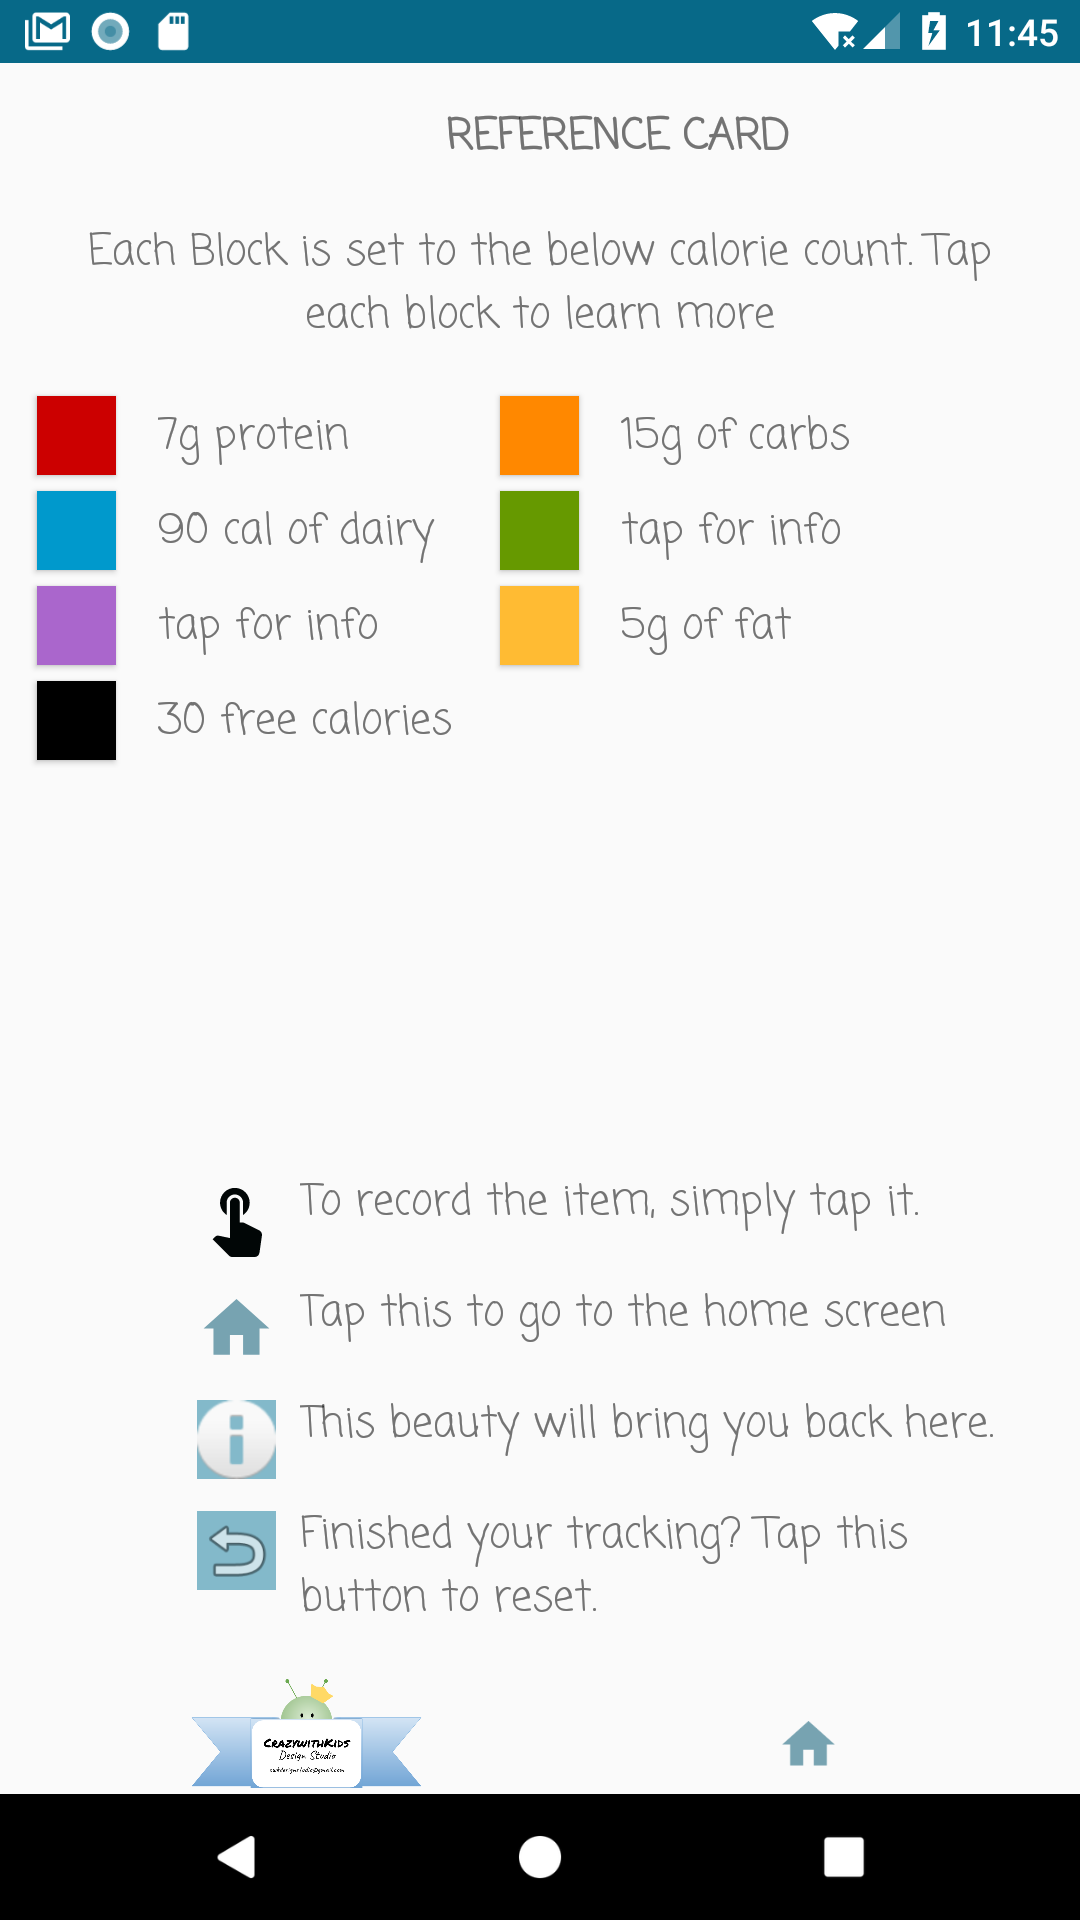 11:45
REFERENCE CARD
Each Block is set to the below calorie count. Tap
each block to learn more
7g protein
15g of carbs
90 cal of dairy
tap for info
tap for info
5g of fat
30 free calories
To record the item, simply tap it.
Tap this to go to the home screen
This beauty will bring you back here.
Finished your tracking? Tap this
button to reset.
CrazywithKids
Design Studio